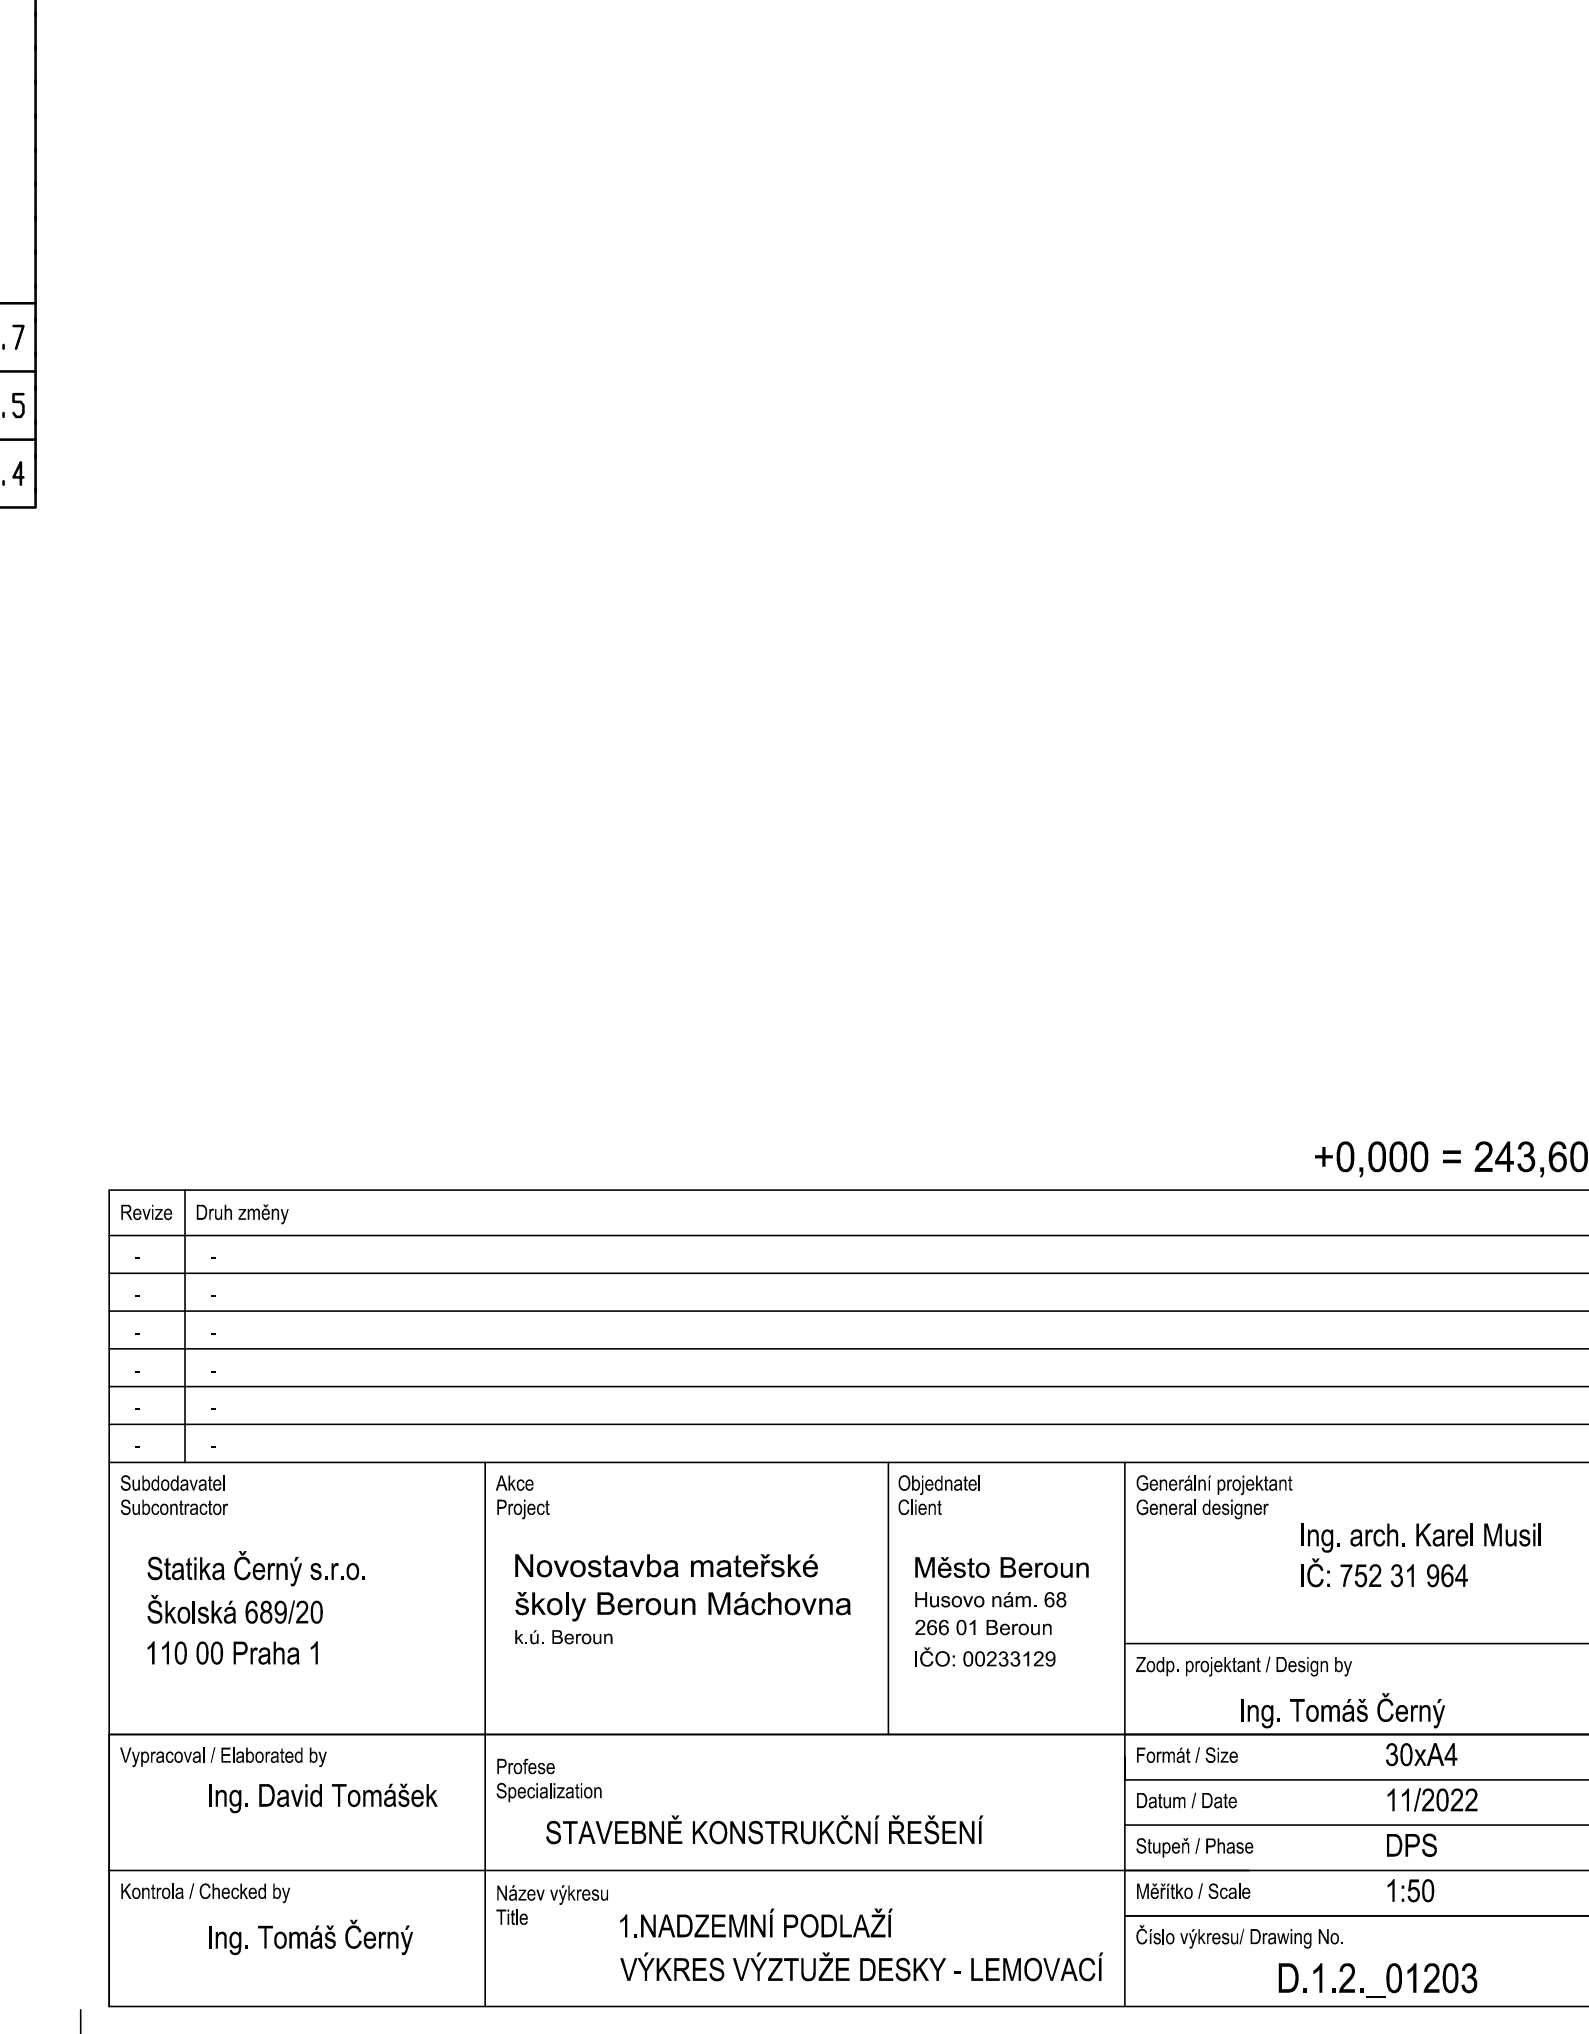 .7
.5
.4
+0,000 = 243,60
Revize Druh změny
- -
- -
- -
- -
- -
- -
Subdodavatel
Subcontractor
Statika Černý s.r.o.
Školská 689/20
110 00 Praha 1
Akce
Project
Novostavba mateřské
školy Beroun Máchovna
k.ú. Beroun
Objednatel
Client
Město Beroun
Husovo nám. 68
266 01 Beroun
IČO: 00233129
Generální projektant
General designer
Ing. arch. Karel Musil
IČ: 752 31 964
Zodp. projektant / Design by
Ing. Tomáš Černý
Vypracoval / Elaborated by
Ing. David Tomášek
Profese
Specialization
STAVEBNĚ KONSTRUKČNÍ ŘEŠENÍ
Formát / Size 30xA4
Datum / Date 11/2022
Stupeň / Phase DPS
Měřítko / Scale 1:50
Kontrola / Checked by
Ing. Tomáš Černý
Název výkresu
Title
1.NADZEMNÍ PODLAŽÍ
VÝKRES VÝZTUŽE DESKY - LEMOVACÍ
Číslo výkresu/ Drawing No.
D.1.2._01203